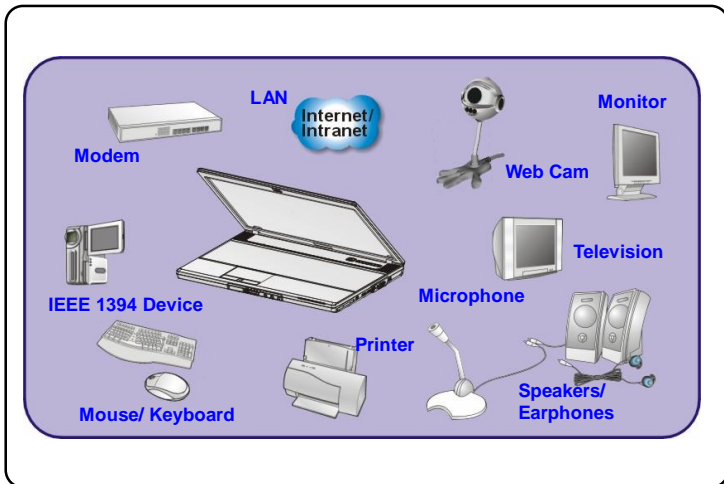 LAN
Internet/
Intranet
Monitor
Modem
Web Cam
Television
IEEE 1394 Device
Microphone
Printer
Mouse/ Keyboard
Speakers/
Earphones